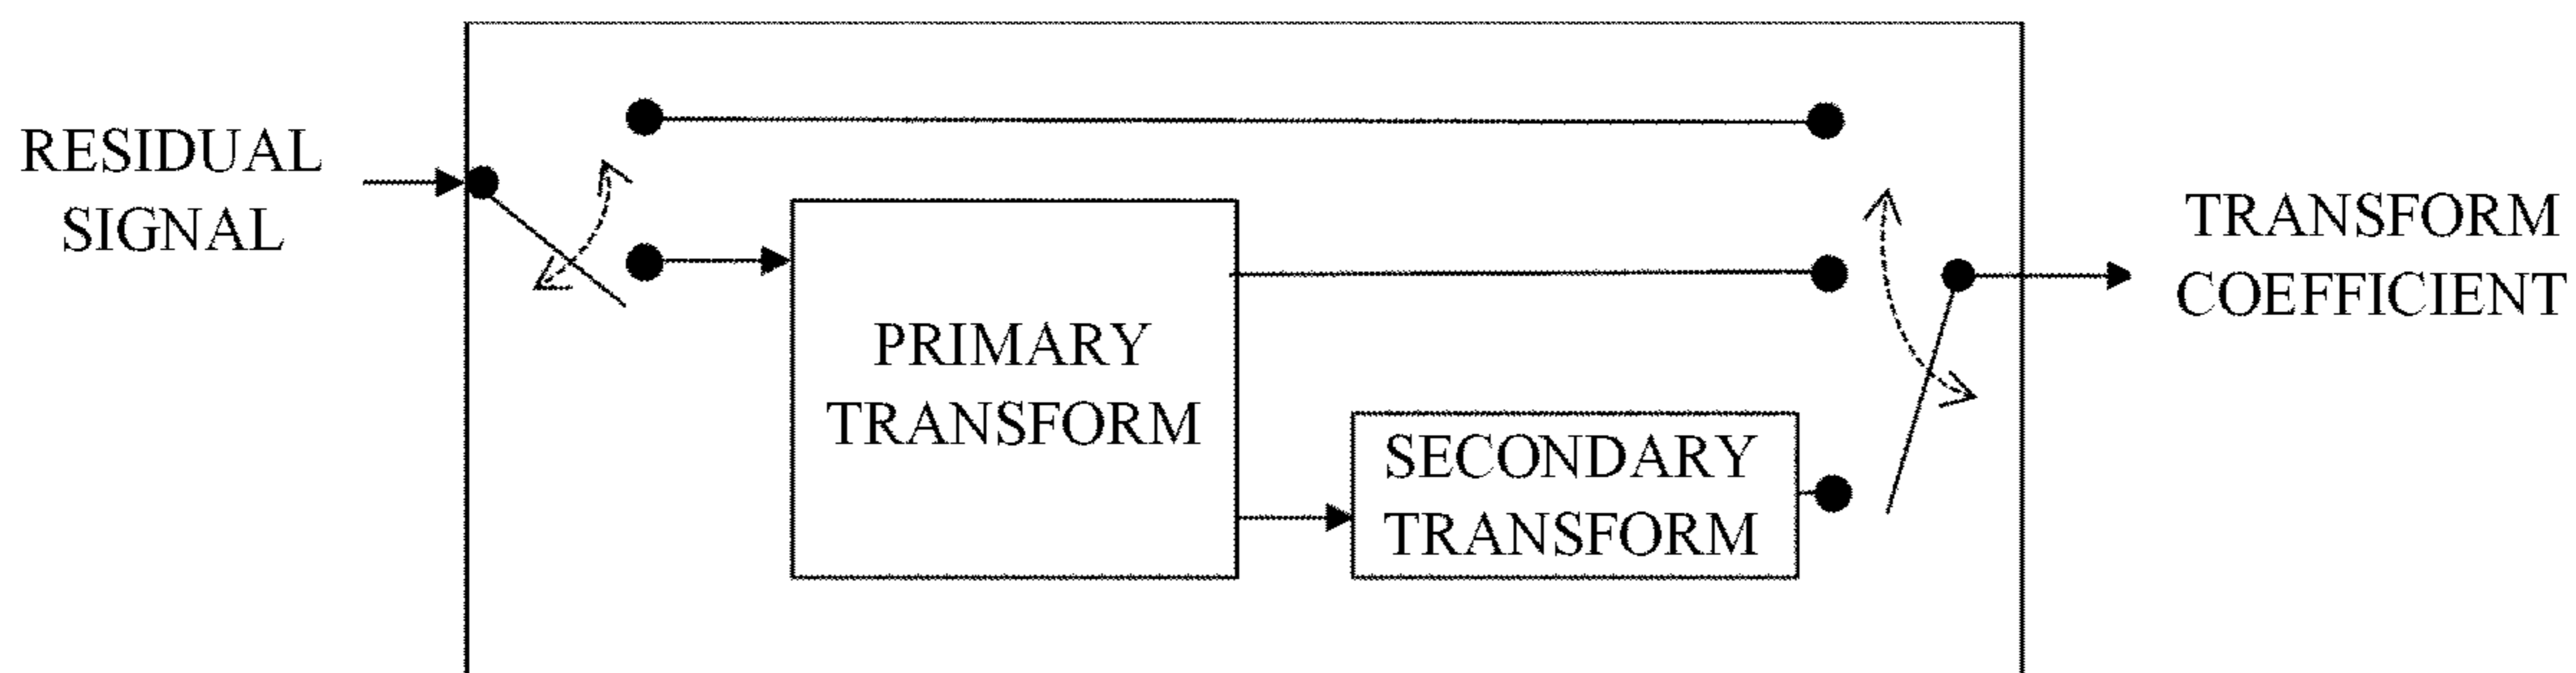 RESIDUAL
SIGNAL
PRIMARY
TRANSFORM
SECONDARY
TRANSFORM
TRANSFORM
COEFFICIENT